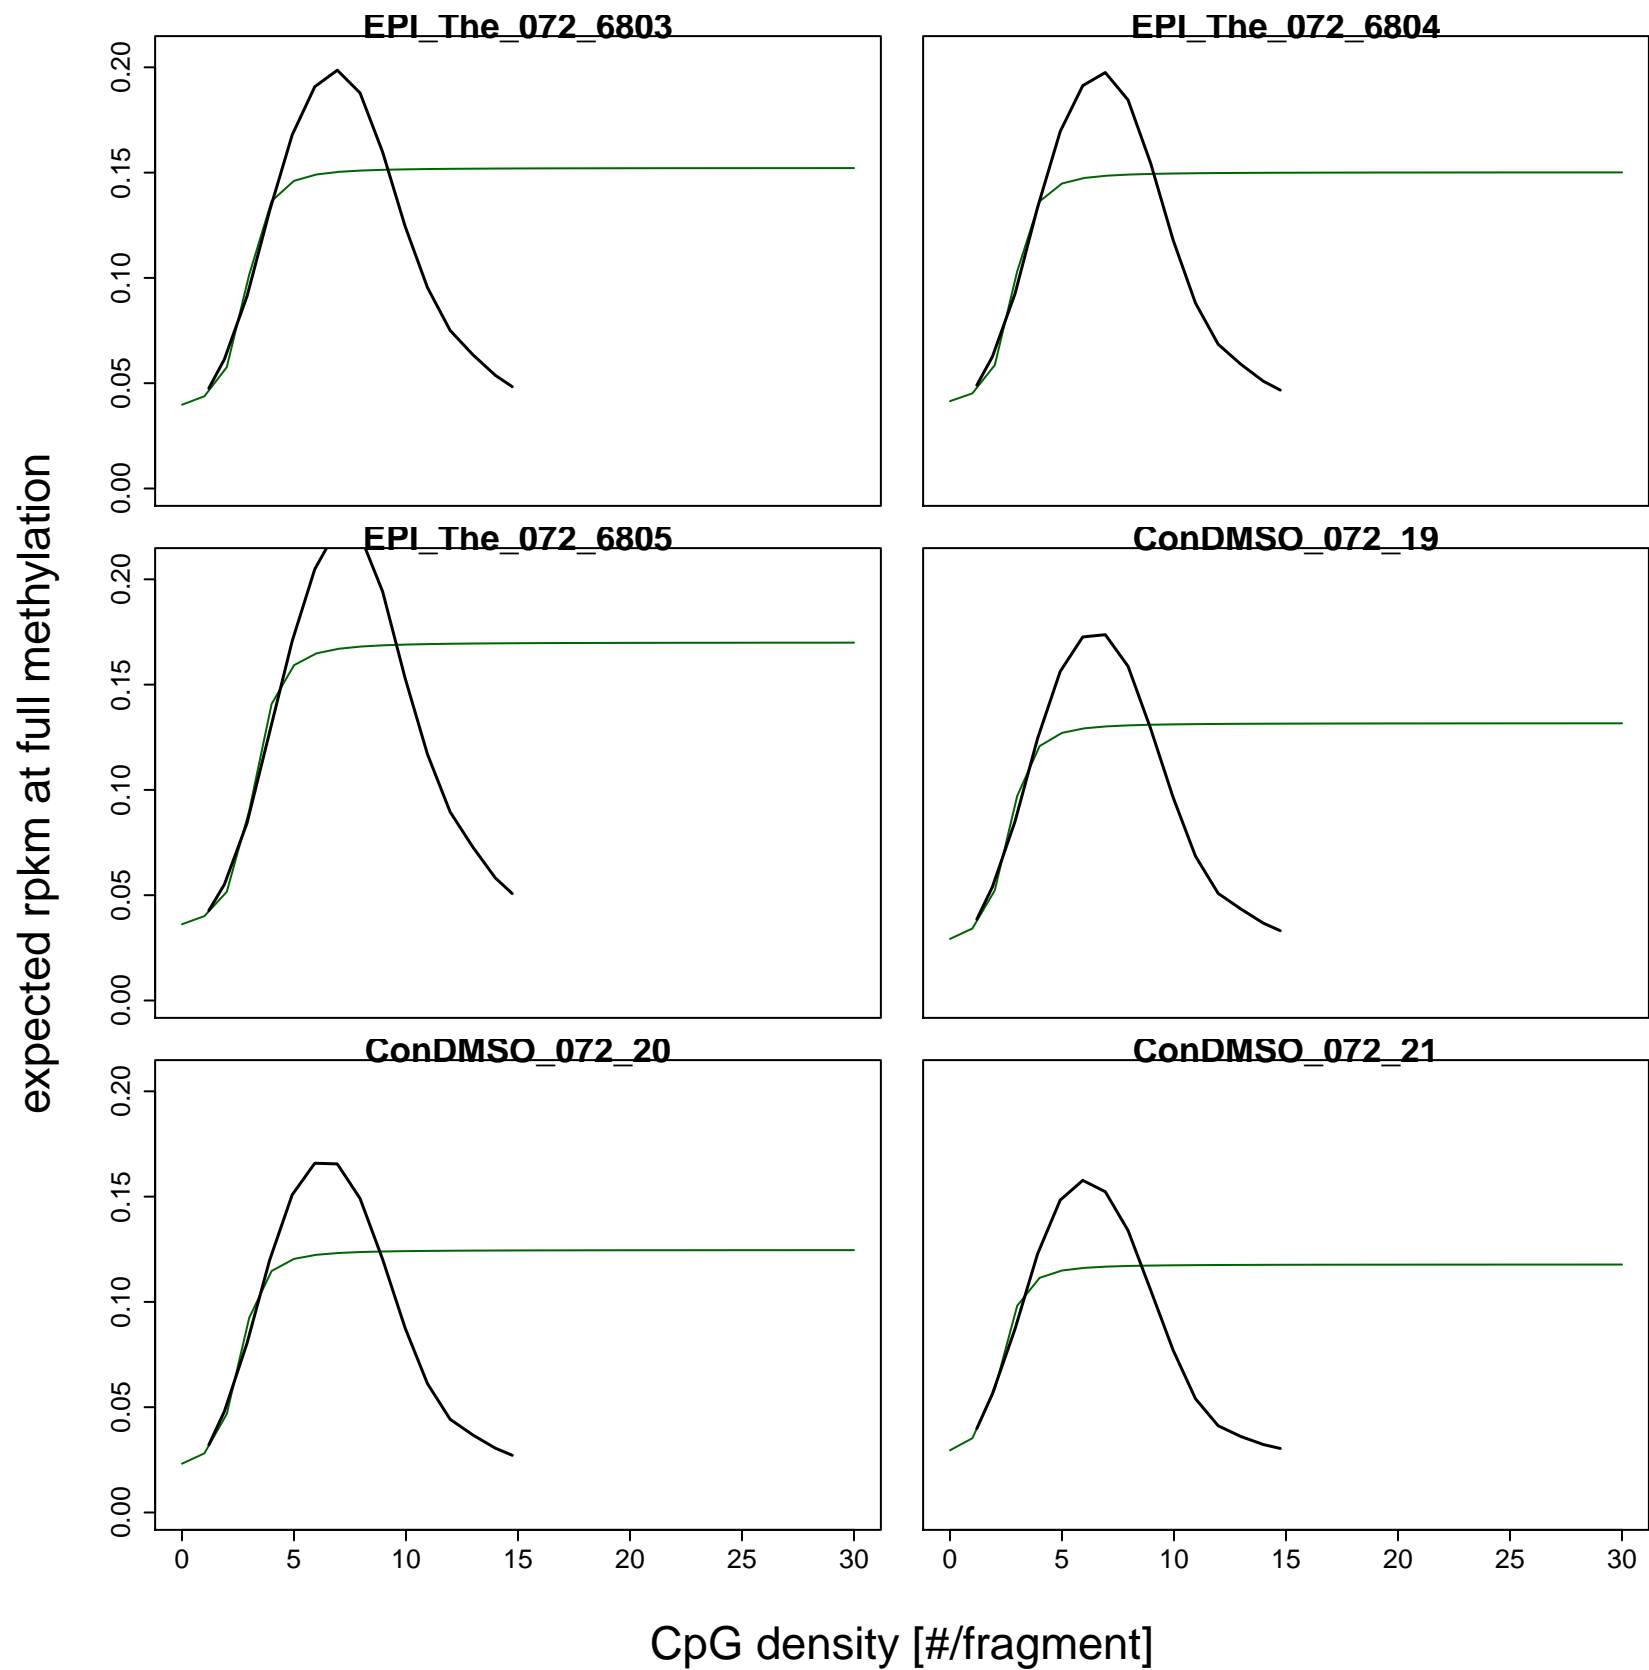 EPI_The_072_6803
EPI_The_072_6804
0.20
0.15
0.10
0.05
0.00
EPI_The_072_6805
ConDMSO_072_19
0.20
0.15
0.10
0.05
0.00
ConDMSO_072_20
ConDMSO_072_21
0.20
0.15
0.10
0.05
0.00
0 5 10 15 20 25 30
0 5 10 15 20 25 30
expected rpkm at full methylation
CpG density [#/fragment]